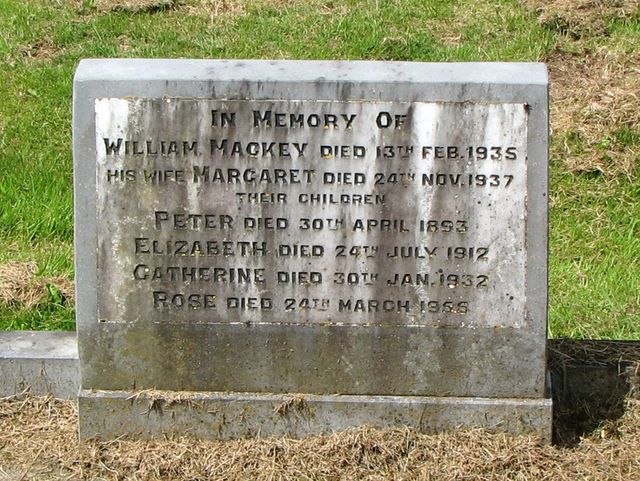 In Memory Of
William Mackey died 13th Feb. 1935
his wife Margaret died 24th Nov. 1937
their children
Peter died 30th April 1893
Elizabeth died 24th July 1912
Catherine died 30th Jan. 1932
Rose died 24th March 1955